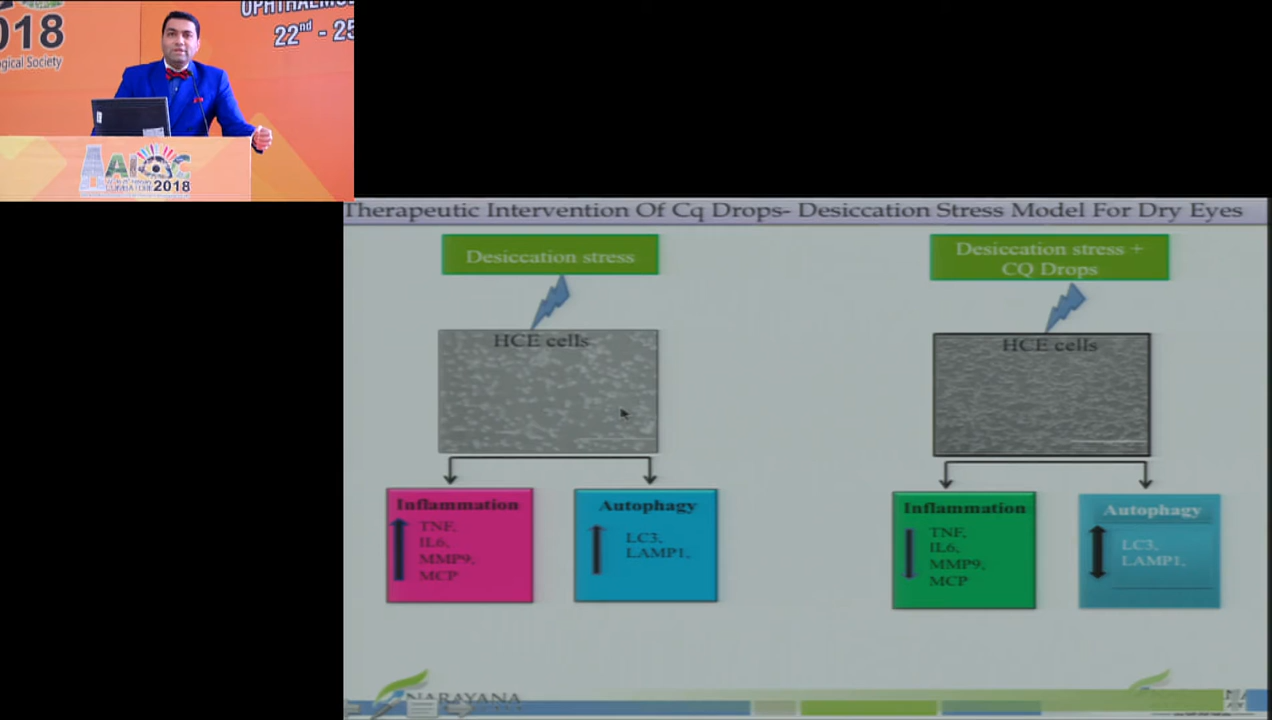 2018
ogical Society
OPHTHALMO
22nd - 25
AIOC
2018
Therapeutic Intervention Of Cq Drops- Desiccation Stress Model For Dry Eyes
Desiccation stress
HCE cells
Inflammation
TNF,
IL6,
MMP9,
MCP
Autophagy
LC3,
LAMP1,
Desiccation stress +
CQ Drops
HCE cells
Inflammation
TNF,
IL6,
MMP9,
MCP
Autophagy
LC3,
LAMP1,
NARAYANA